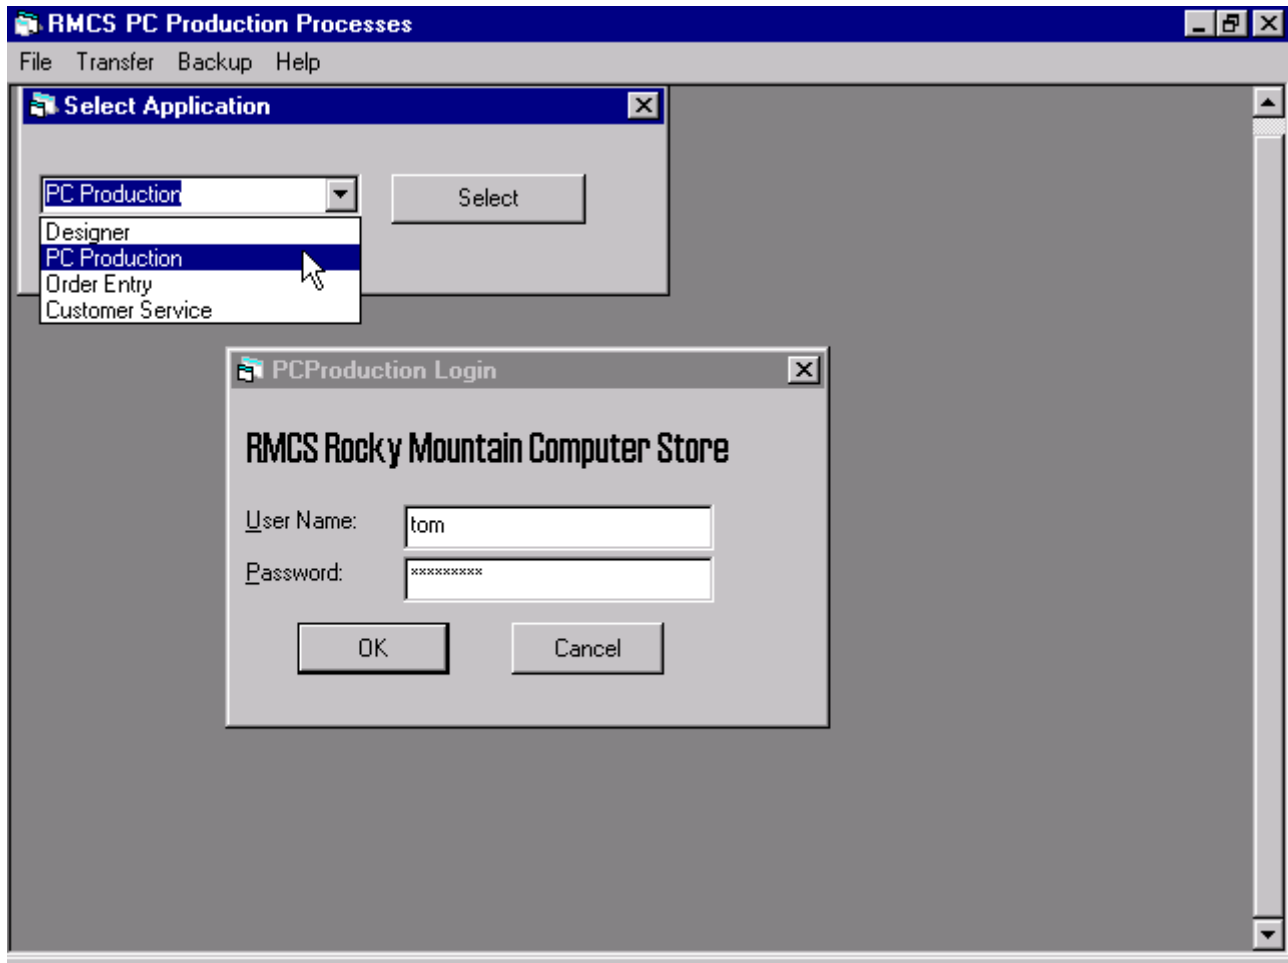 RMCS PC Production Processes
File Transfer Backup Help
Select Application
PC Production
Select
Designer
PC Production
Order Entry
Customer Service
PCProduction Login
RMCS Rocky Mountain Computer Store
User Name: tom
Password: *********
OK Cancel